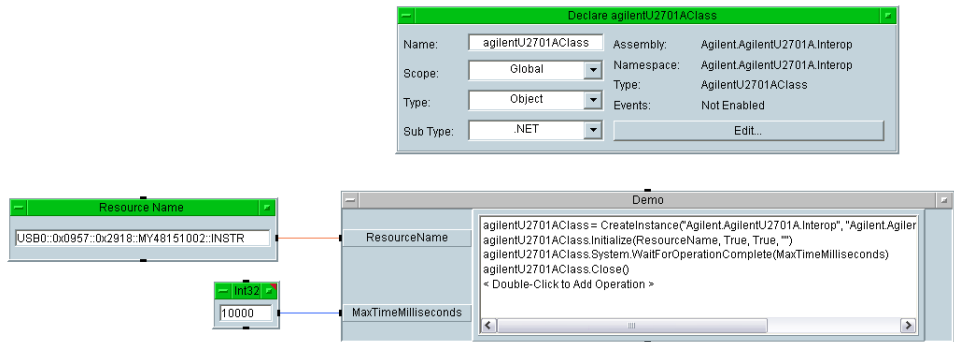 Declare agilentU2701AClass
Name: agilentU2701AClass Assembly: Agilent.AgilentU2701A.Interop
Scope: Global Namespace: Agilent.AgilentU2701A.Interop
Type: Object Type: AgilentU2701AClass
Events: Not Enabled
Sub Type: .NET Edit...
Resource Name
USB0::0x0957::0x2918::MY48151002::INSTR
Int32
10000
Demo
ResourceName
MaxTimeMilliseconds
agilentU2701AClass = CreateInstance("Agilent.AgilentU2701A.Interop", "Agilent.Agiler
agilentU2701AClass.Initialize(ResourceName, True, True, "")
agilentU2701AClass.System.WaitForOperationComplete(MaxTimeMilliseconds)
agilentU2701AClass.Close()
< Double-Click to Add Operation >